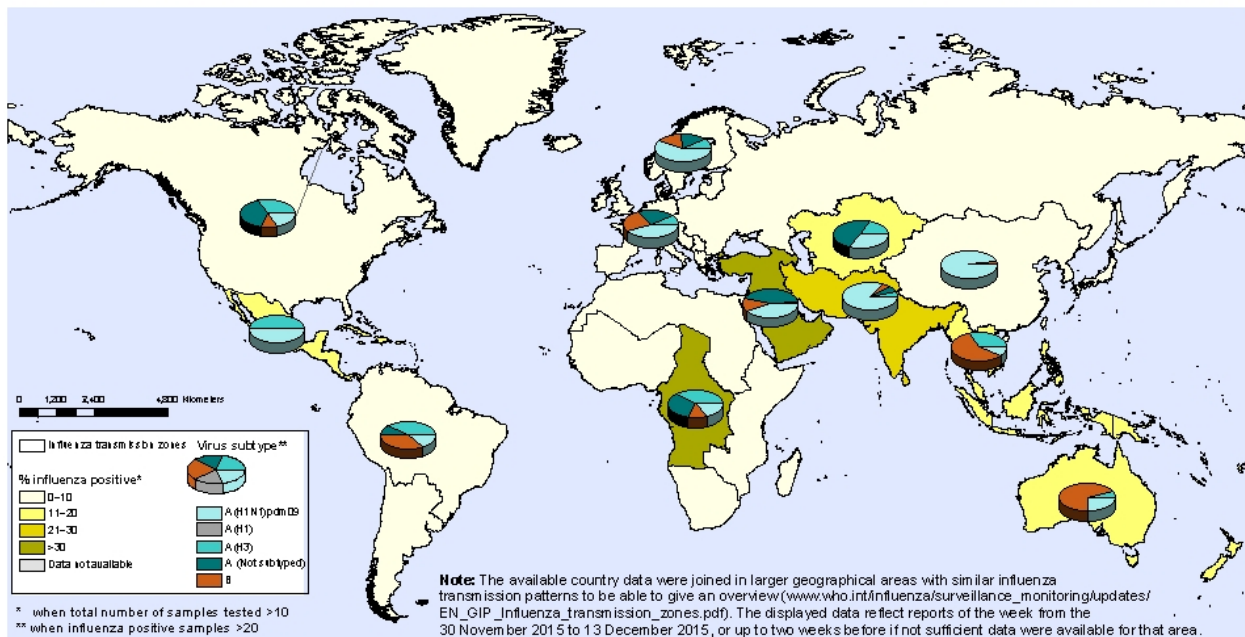 0 1,200 2,400 4,800 Kilometers
Influenza transmission zones
Virus subtype**
% influenza positive*
0–10
11–20
21–30
>30
Data not available
A(H1N1)pdm09
A(H1)
A(H3)
A (Not subtyped)
B
* when total number of samples tested >10
** when influenza positive samples >20
Note: The available country data were joined in larger geographical areas with similar influenza
transmission patterns to be able to give an overview (www.who.int/influenza/surveillance_monitoring/updates/
EN_GIP_Influenza_transmission_zones.pdf). The displayed data reflect reports of the week from the
30 November 2015 to 13 December 2015, or up to two weeks before if not sufficient data were available for that area.